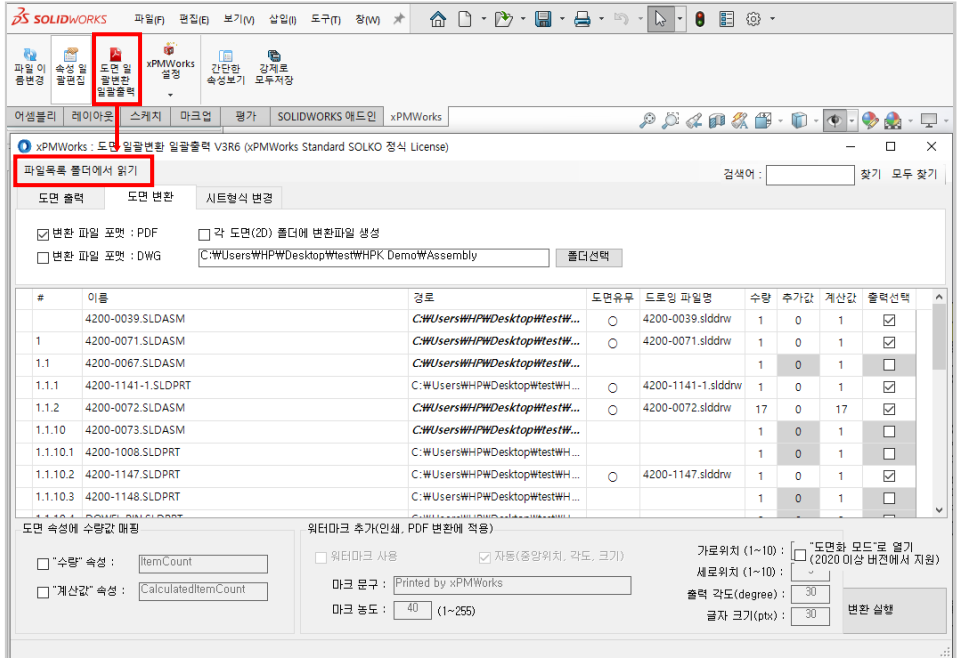 SOLIDWORKS 파일(F) 편집(E) 보기(V) 삽입(I) 도구(T) 창(W)
파일 이름변경
속성 일괄편집
도면 일괄변환 일괄출력
xPMWorks 설정
간단한 속성보기
강제로 모두저장
어셈블리 레이아웃 스케치 마크업 평가 SOLIDWORKS 애드인 xPMWorks
xPMWorks : 도면 일괄변환 일괄출력 V3R6 (xPMWorks Standard SOLKO 정식 License)
파일목록 폴더에서 읽기 검색어 : 찾기 모두 찾기
도면 출력 도면 변환 시트형식 변경
변환 파일 포맷 : PDF 각 도면(2D) 폴더에 변환파일 생성
변환 파일 포맷 : DWG C:₩Users₩HP₩Desktop₩test₩HPK Demo₩Assembly 폴더선택
# 이름 경로 도면유무 드로잉 파일명 수량 추가값 계산값 출력선택
4200-0039.SLDASM C:₩Users₩HP₩Desktop₩test₩... ○ 4200-0039.slddrw 1 0 1
1 4200-0071.SLDASM C:₩Users₩HP₩Desktop₩test₩... ○ 4200-0071.slddrw 1 0 1
1.1 4200-0067.SLDASM C:₩Users₩HP₩Desktop₩test₩... 1 0 1
1.1.1 4200-1141-1.SLDPRT C:₩Users₩HP₩Desktop₩test₩H... ○ 4200-1141-1.slddrw 1 0 1
1.1.2 4200-0072.SLDASM C:₩Users₩HP₩Desktop₩test₩... ○ 4200-0072.slddrw 17 0 17
1.1.10 4200-0073.SLDASM C:₩Users₩HP₩Desktop₩test₩... 1 0 1
1.1.10.1 4200-1008.SLDPRT C:₩Users₩HP₩Desktop₩test₩H... 1 0 1
1.1.10.2 4200-1147.SLDPRT C:₩Users₩HP₩Desktop₩test₩H... ○ 4200-1147.slddrw 1 0 1
1.1.10.3 4200-1148.SLDPRT C:₩Users₩HP₩Desktop₩test₩H... 1 0 1
도면 속성에 수량값 매핑 워터마크 추가(인쇄, PDF 변환에 적용)
"수량" 속성 : ItemCount
"계산값" 속성 : CalculatedItemCount
워터마크 사용 자동(중앙위치, 각도, 크기)
마크 문구 : Printed by xPMWorks
마크 농도 : 40 (1~255)
가로위치 (1~10) :
세로위치 (1~10) :
출력 각도(degree) : 30
글자 크기(ptx) : 30
"도면화 모드"로 열기
(2020 이상 버전에서 지원)
변환 실행